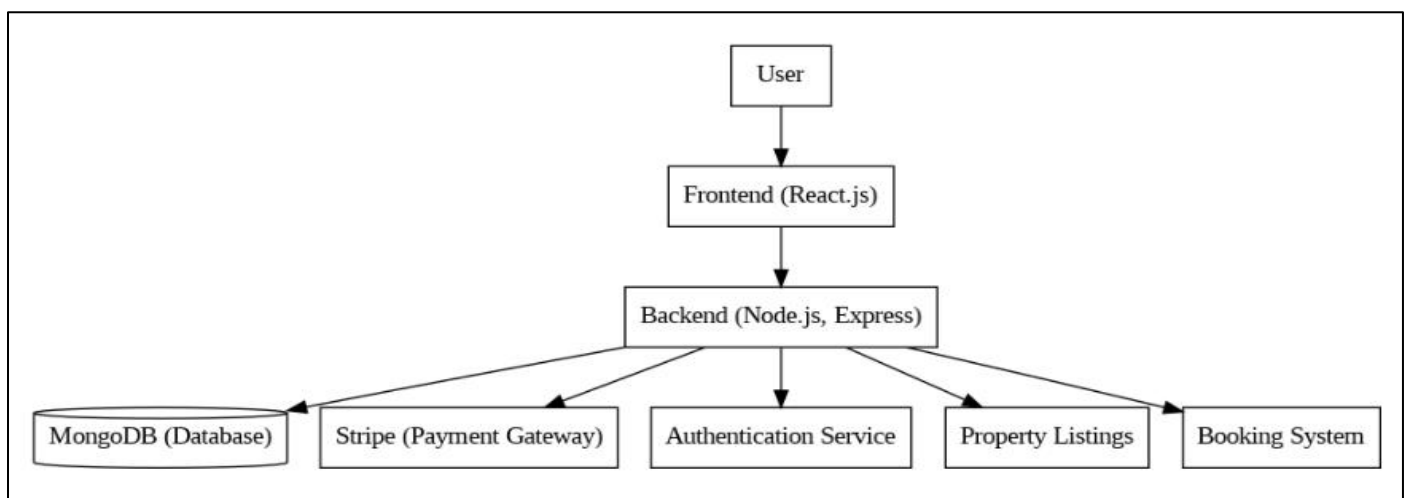 User
Frontend (React.js)
Backend (Node.js, Express)
MongoDB (Database)
Stripe (Payment Gateway)
Authentication Service
Property Listings
Booking System